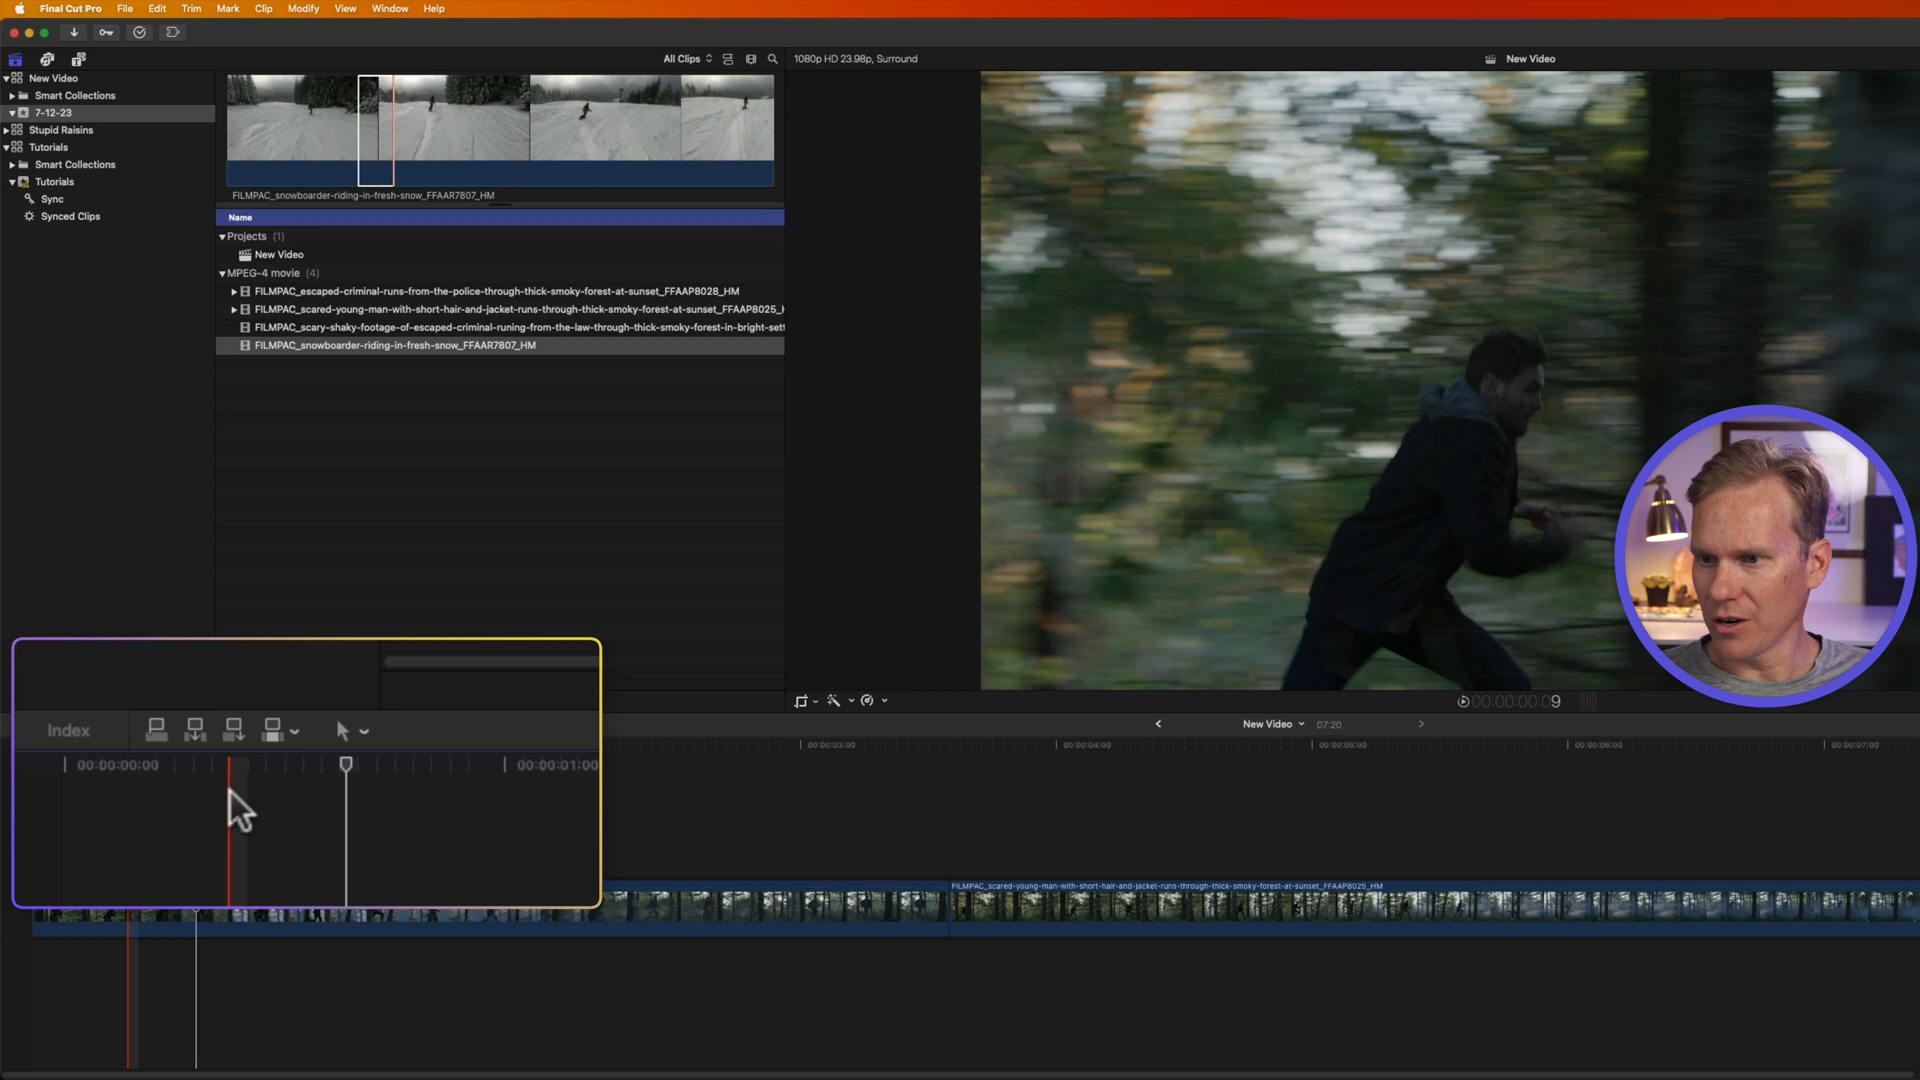 Final Cut Pro File Edit Trim Mark Clip Modify View Window Help
All Clips
1080p HD 23.98p, Surround
New Video
New Video
Smart Collections
7-12-23
Stupid Raisins
Tutorials
Smart Collections
Tutorials
Sync
Synced Clips
FILMPAC_snowboarder-riding-in-fresh-snow_FFAAR7807_HM
Name
Projects (1)
New Video
MPEG-4 movie (4)
FILMPAC_escaped-criminal-runs-from-the-police-through-thick-smoky-forest-at-sunset_FFAAP8028_HM
FILMPAC_scared-young-man-with-short-hair-and-jacket-runs-through-thick-smoky-forest-at-sunset_FFAAP8025_H
FILMPAC_scary-shaky-footage-of-escaped-criminal-runing-from-the-law-through-thick-smoky-forest-in-bright-sett
FILMPAC_snowboarder-riding-in-fresh-snow_FFAAR7807_HM
00:00:00:09
Index
New Video 07:20
00:00:00:00 00:00:01:00
00:00:03:00 00:00:04:00 00:00:05:00 00:00:06:00 00:00:07:00
FILMPAC_scared-young-man-with-short-hair-and-jacket-runs-through-thick-smoky-forest-at-sunset_FFAAP8025_HM